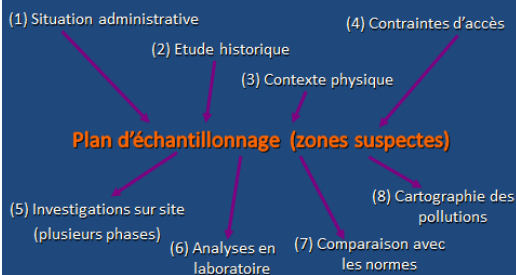 (1) Situation administrative
(4) Contraintes d'accès
(2) Etude historique
(3) Contexte physique
Plan d'échantillonnage (zones suspectes)
(5) Investigations sur site
(plusieurs phases)
(6) Analyses en
laboratoire
(7) Comparaison avec
les normes
(8) Cartographie des
pollutions